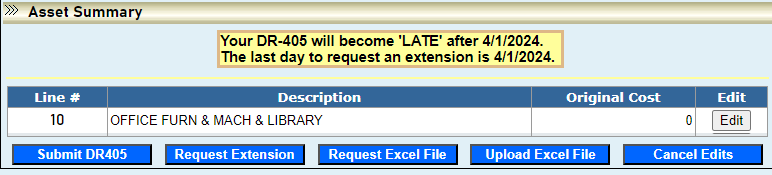 Asset Summary
Your DR-405 will become 'LATE' after 4/1/2024.
The last day to request an extension is 4/1/2024.
Line # Description Original Cost Edit
10 OFFICE FURN & MACH & LIBRARY 0 Edit
Submit DR405 Request Extension Request Excel File Upload Excel File Cancel Edits